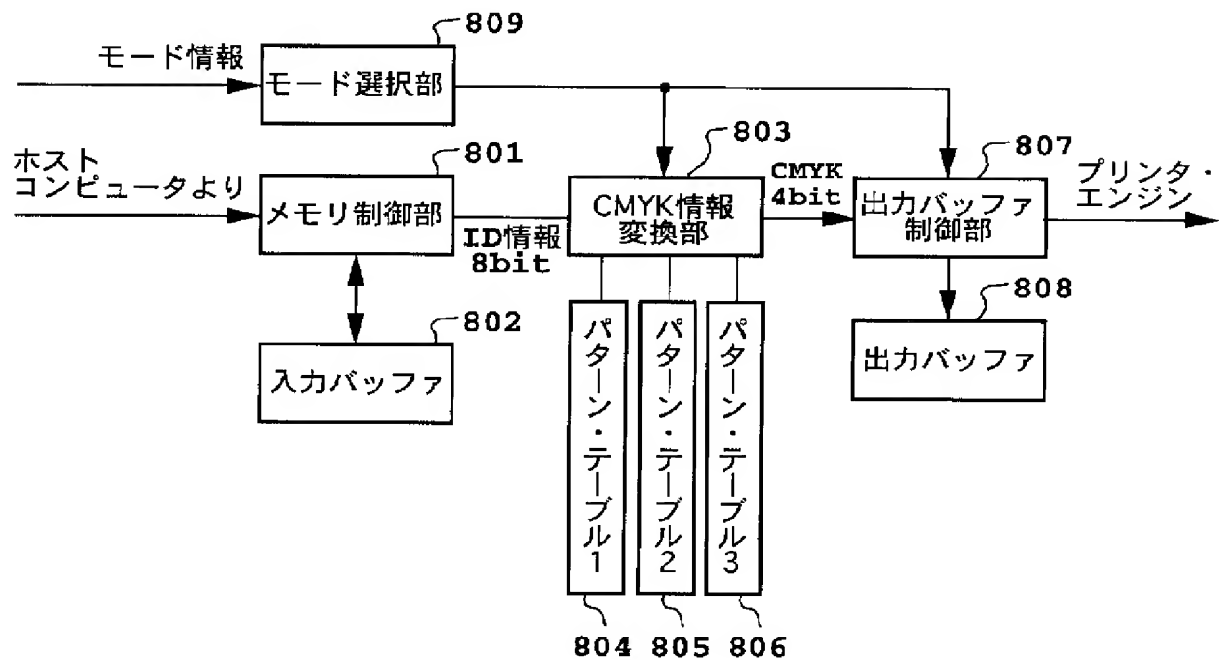 809
モード情報
モード選択部
803
801
807
ホスト
コンピュータより
CMYK
4bit
プリンタ・
エンジン
メモリ制御部
CMYK情報
変換部
出力バッファ
制御部
ID情報
8bit
802
808
入力バッファ
出力バッファ
パターン・テーブル1
パターン・テーブル2
パターン・テーブル3
804
805
806